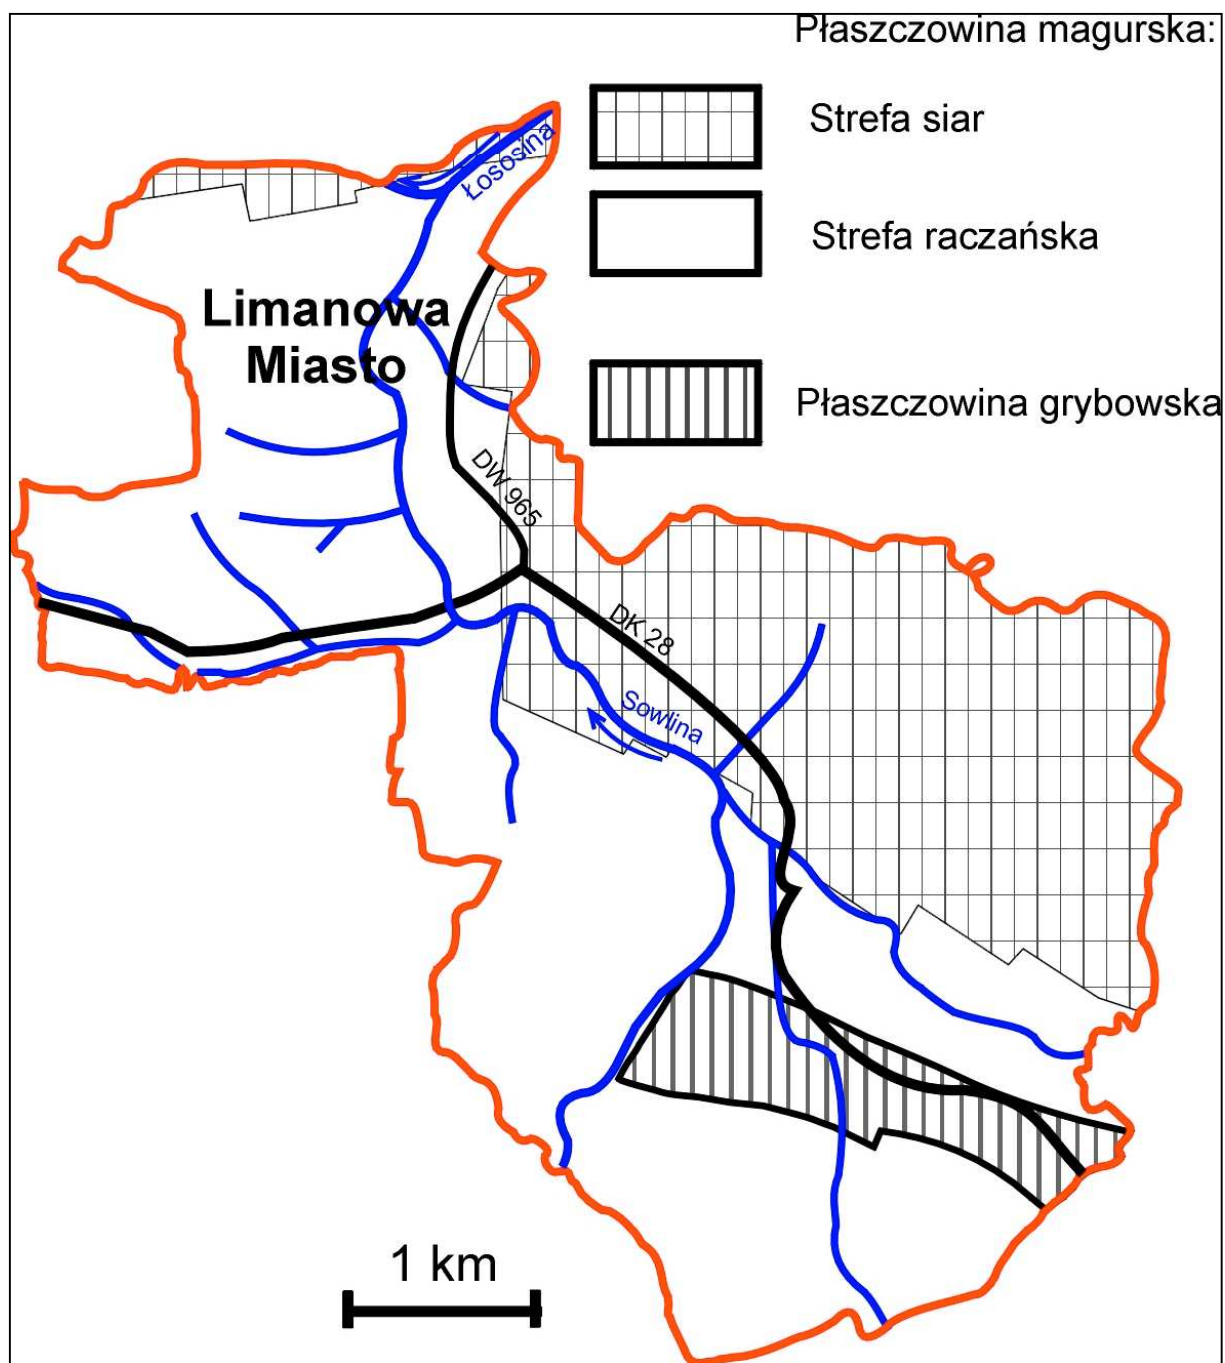 Płaszczowina magurska:
Strefa siar
Strefa raczańska
Płaszczowina grybowska
Łososina
Limanowa
Miasto
DW 965
DK 28
Sowlina
1 km